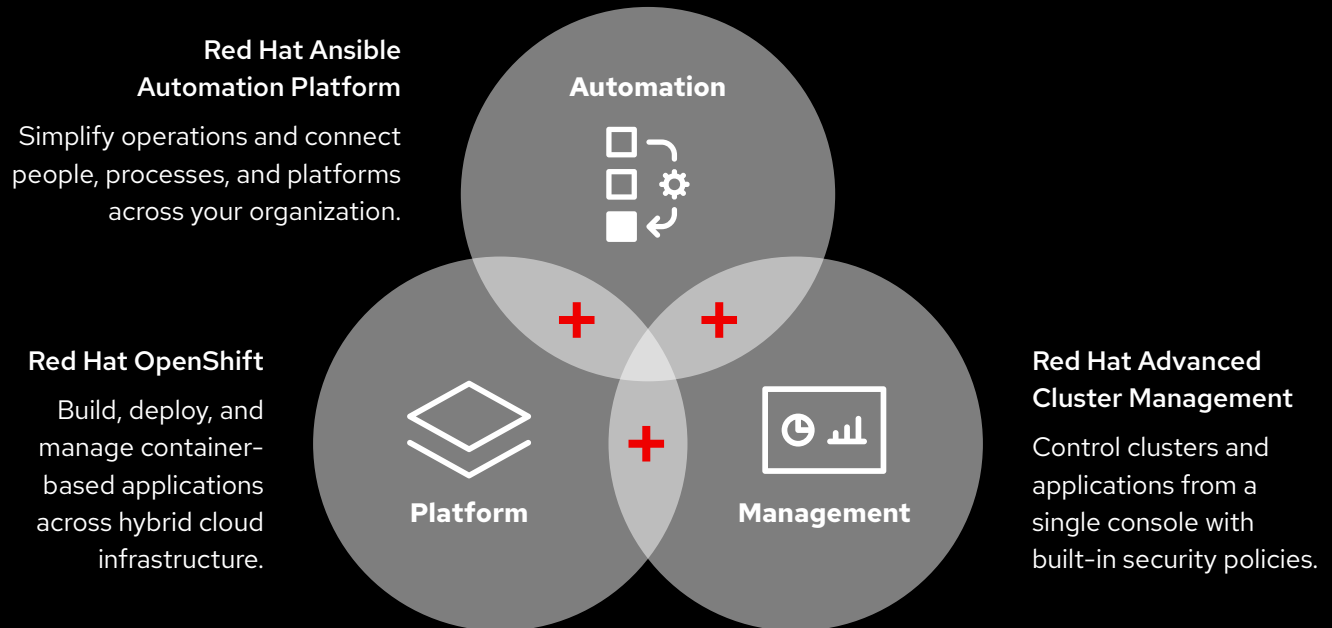 Red Hat Ansible
Automation Platform
Simplify operations and connect
people, processes, and platforms
across your organization.
Automation
Red Hat OpenShift
Build, deploy, and
manage container-
based applications
across hybrid cloud
infrastructure.
Platform
Management
Red Hat Advanced
Cluster Management
Control clusters and
applications from a
single console with
built-in security policies.